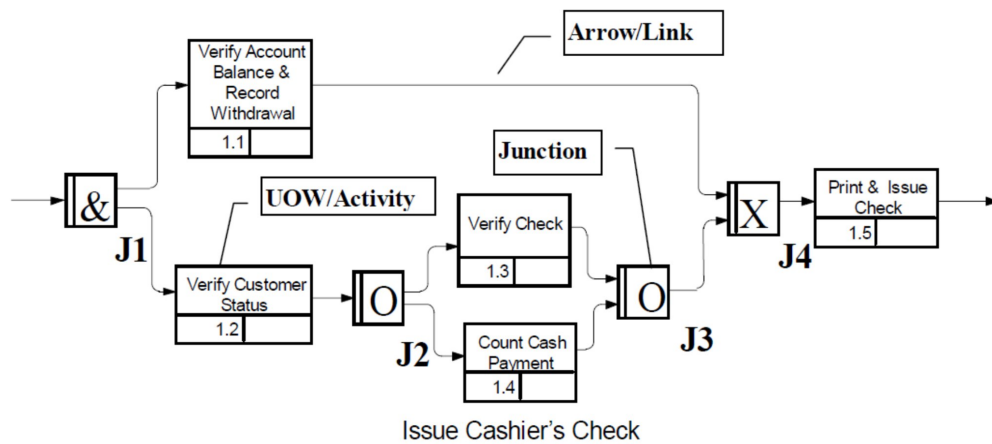 Arrow/Link
Verify Account
Balance &
Record
Withdrawal
1.1
Junction
UOW/Activity
&
J1
Verify Check
1.3
X
J4
Print & Issue
Check
1.5
Verify Customer
Status
1.2
O
J2
O
J3
Count Cash
Payment
1.4
Issue Cashier's Check